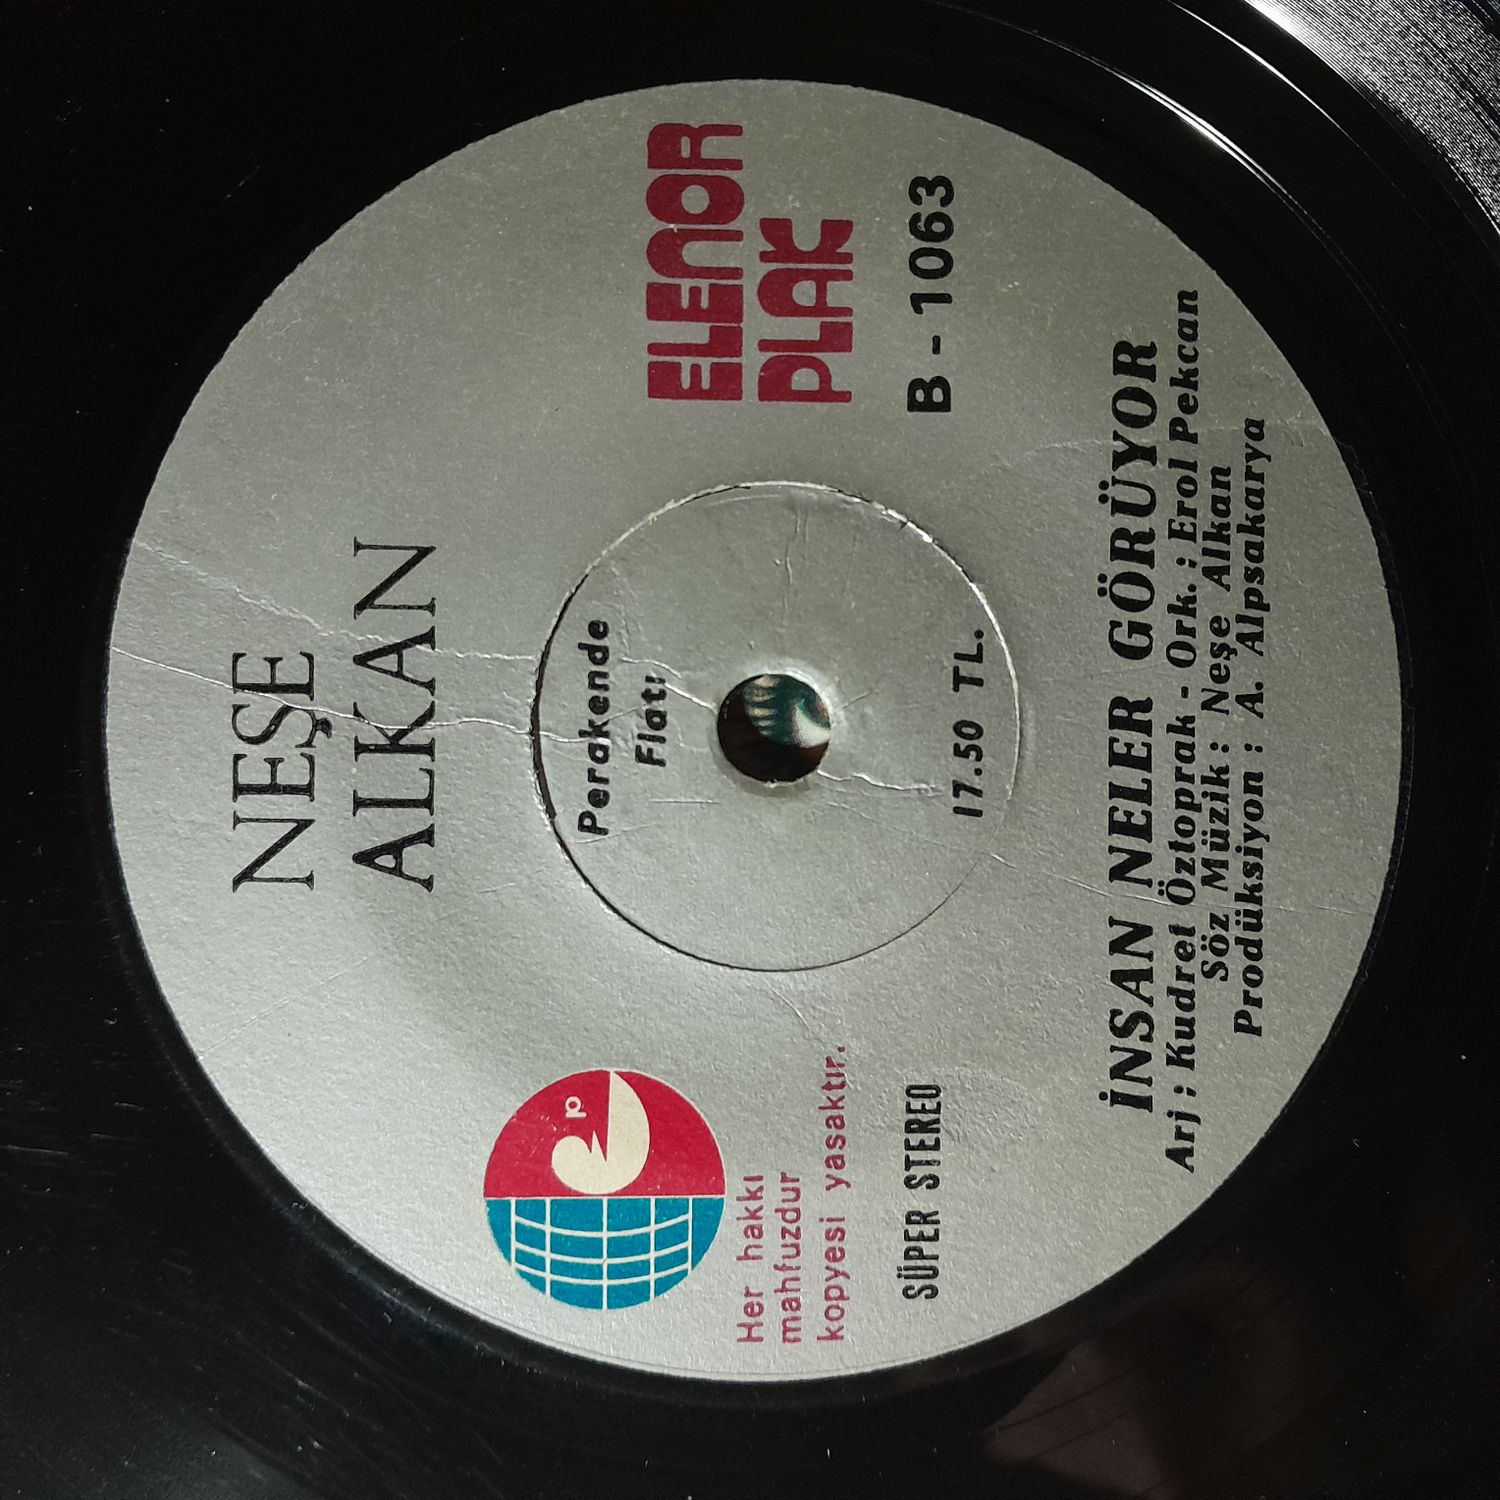 NEŞE
ALKAN
p
Her hakkı
mahfuzdur
kopyesi yasaktır.
SÜPER STEREO
Perakende
Fiatı
17.50 TL.
ELENOR
PLAK
B - 1063
İNSAN NELER GÖRÜYOR
Arj ; Kudret Öztoprak - Ork. ; Erol Pekcan
Söz Müzik : Neşe Alkan
Prodüksiyon : A. Alpsakarya